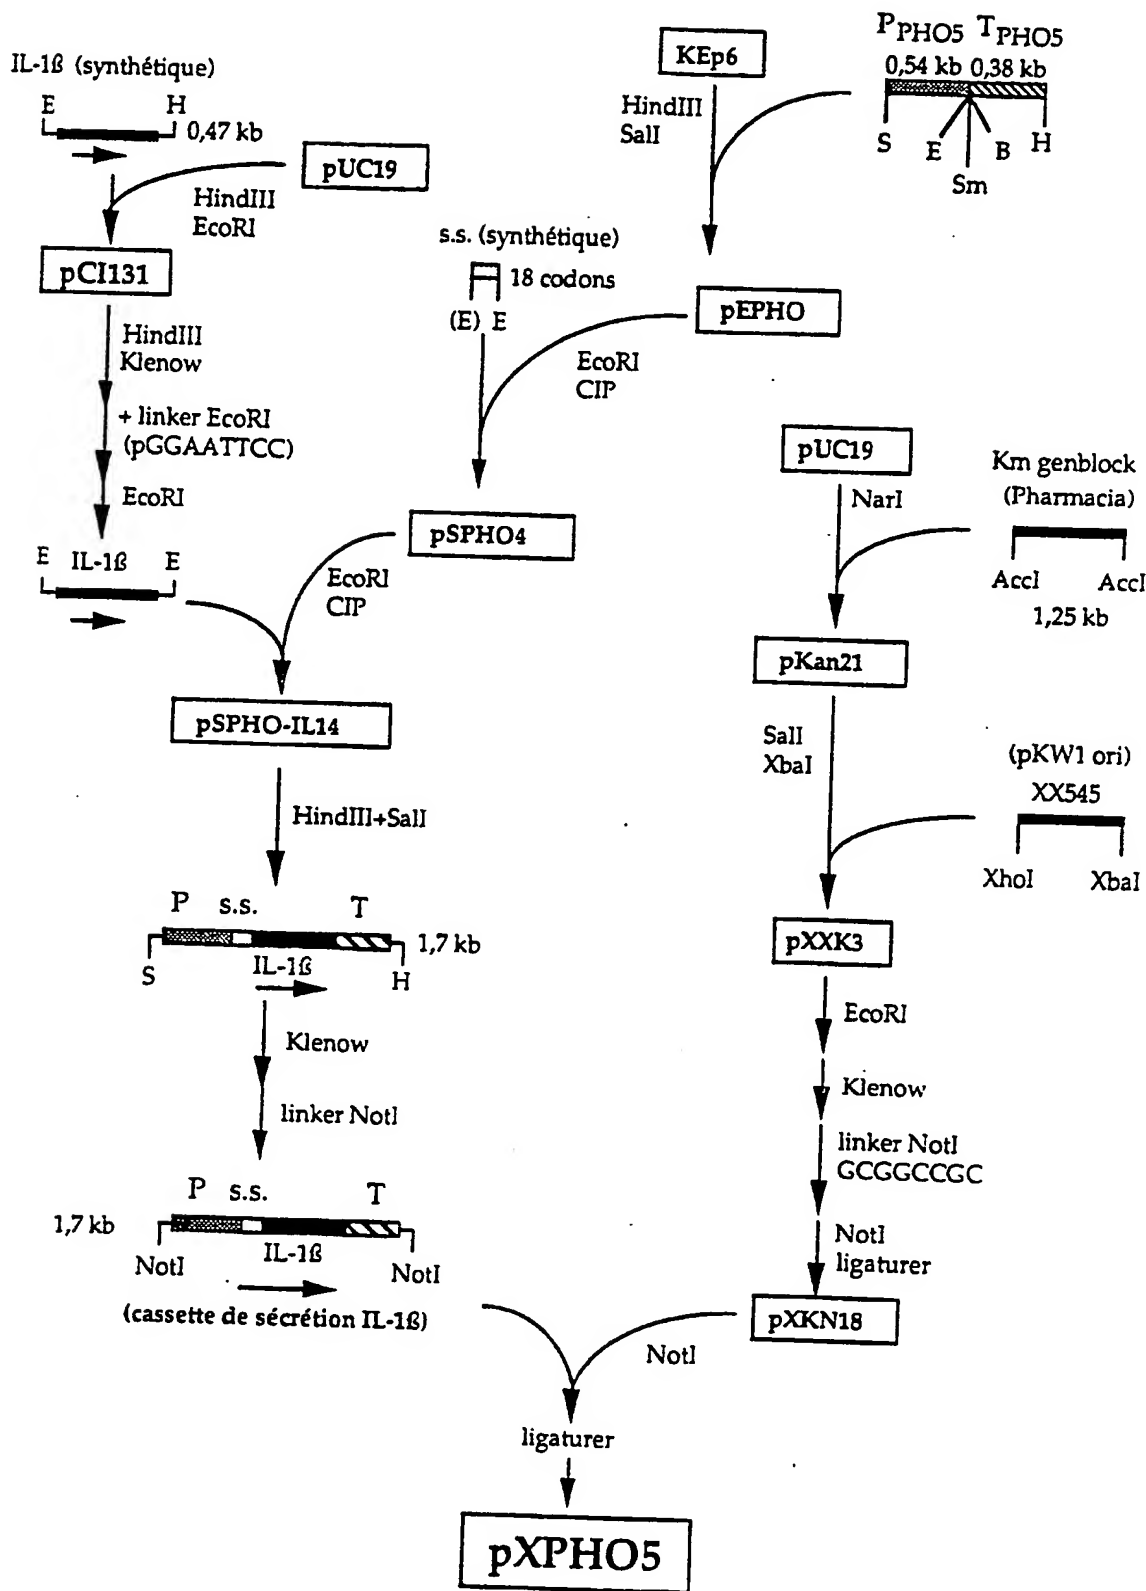 IL-1ß (synthétique)
E H
0,47 kb
pUC19
HindIII
EcoRI
pCI131
HindIII
Klenow
+ linker EcoRI
(pGGAATTCC)
EcoRI
E IL-1ß E
KEp6
HindIII
SalI
PPHO5 TPHO5
0,54 kb 0,38 kb
S E Sm B H
s.s. (synthétique)
18 codons
(E) E
pEPHO
EcoRI
CIP
pSPHO4
EcoRI
CIP
pSPHO-IL14
HindIII+SalI
P s.s. T
1,7 kb
S IL-1ß H
Klenow
linker NotI
P s.s. T
1,7 kb
NotI IL-1ß NotI
(cassette de sécrétion IL-1ß)
pUC19
NarI
Km genblock
(Pharmacia)
AccI AccI
1,25 kb
pKan21
SalI
XbaI
(pKW1 ori)
XX545
XhoI XbaI
pXXK3
EcoRI
Klenow
linker NotI
GCGGCCGC
NotI
ligaturer
pXKN18
NotI
ligaturer
pXPHO5